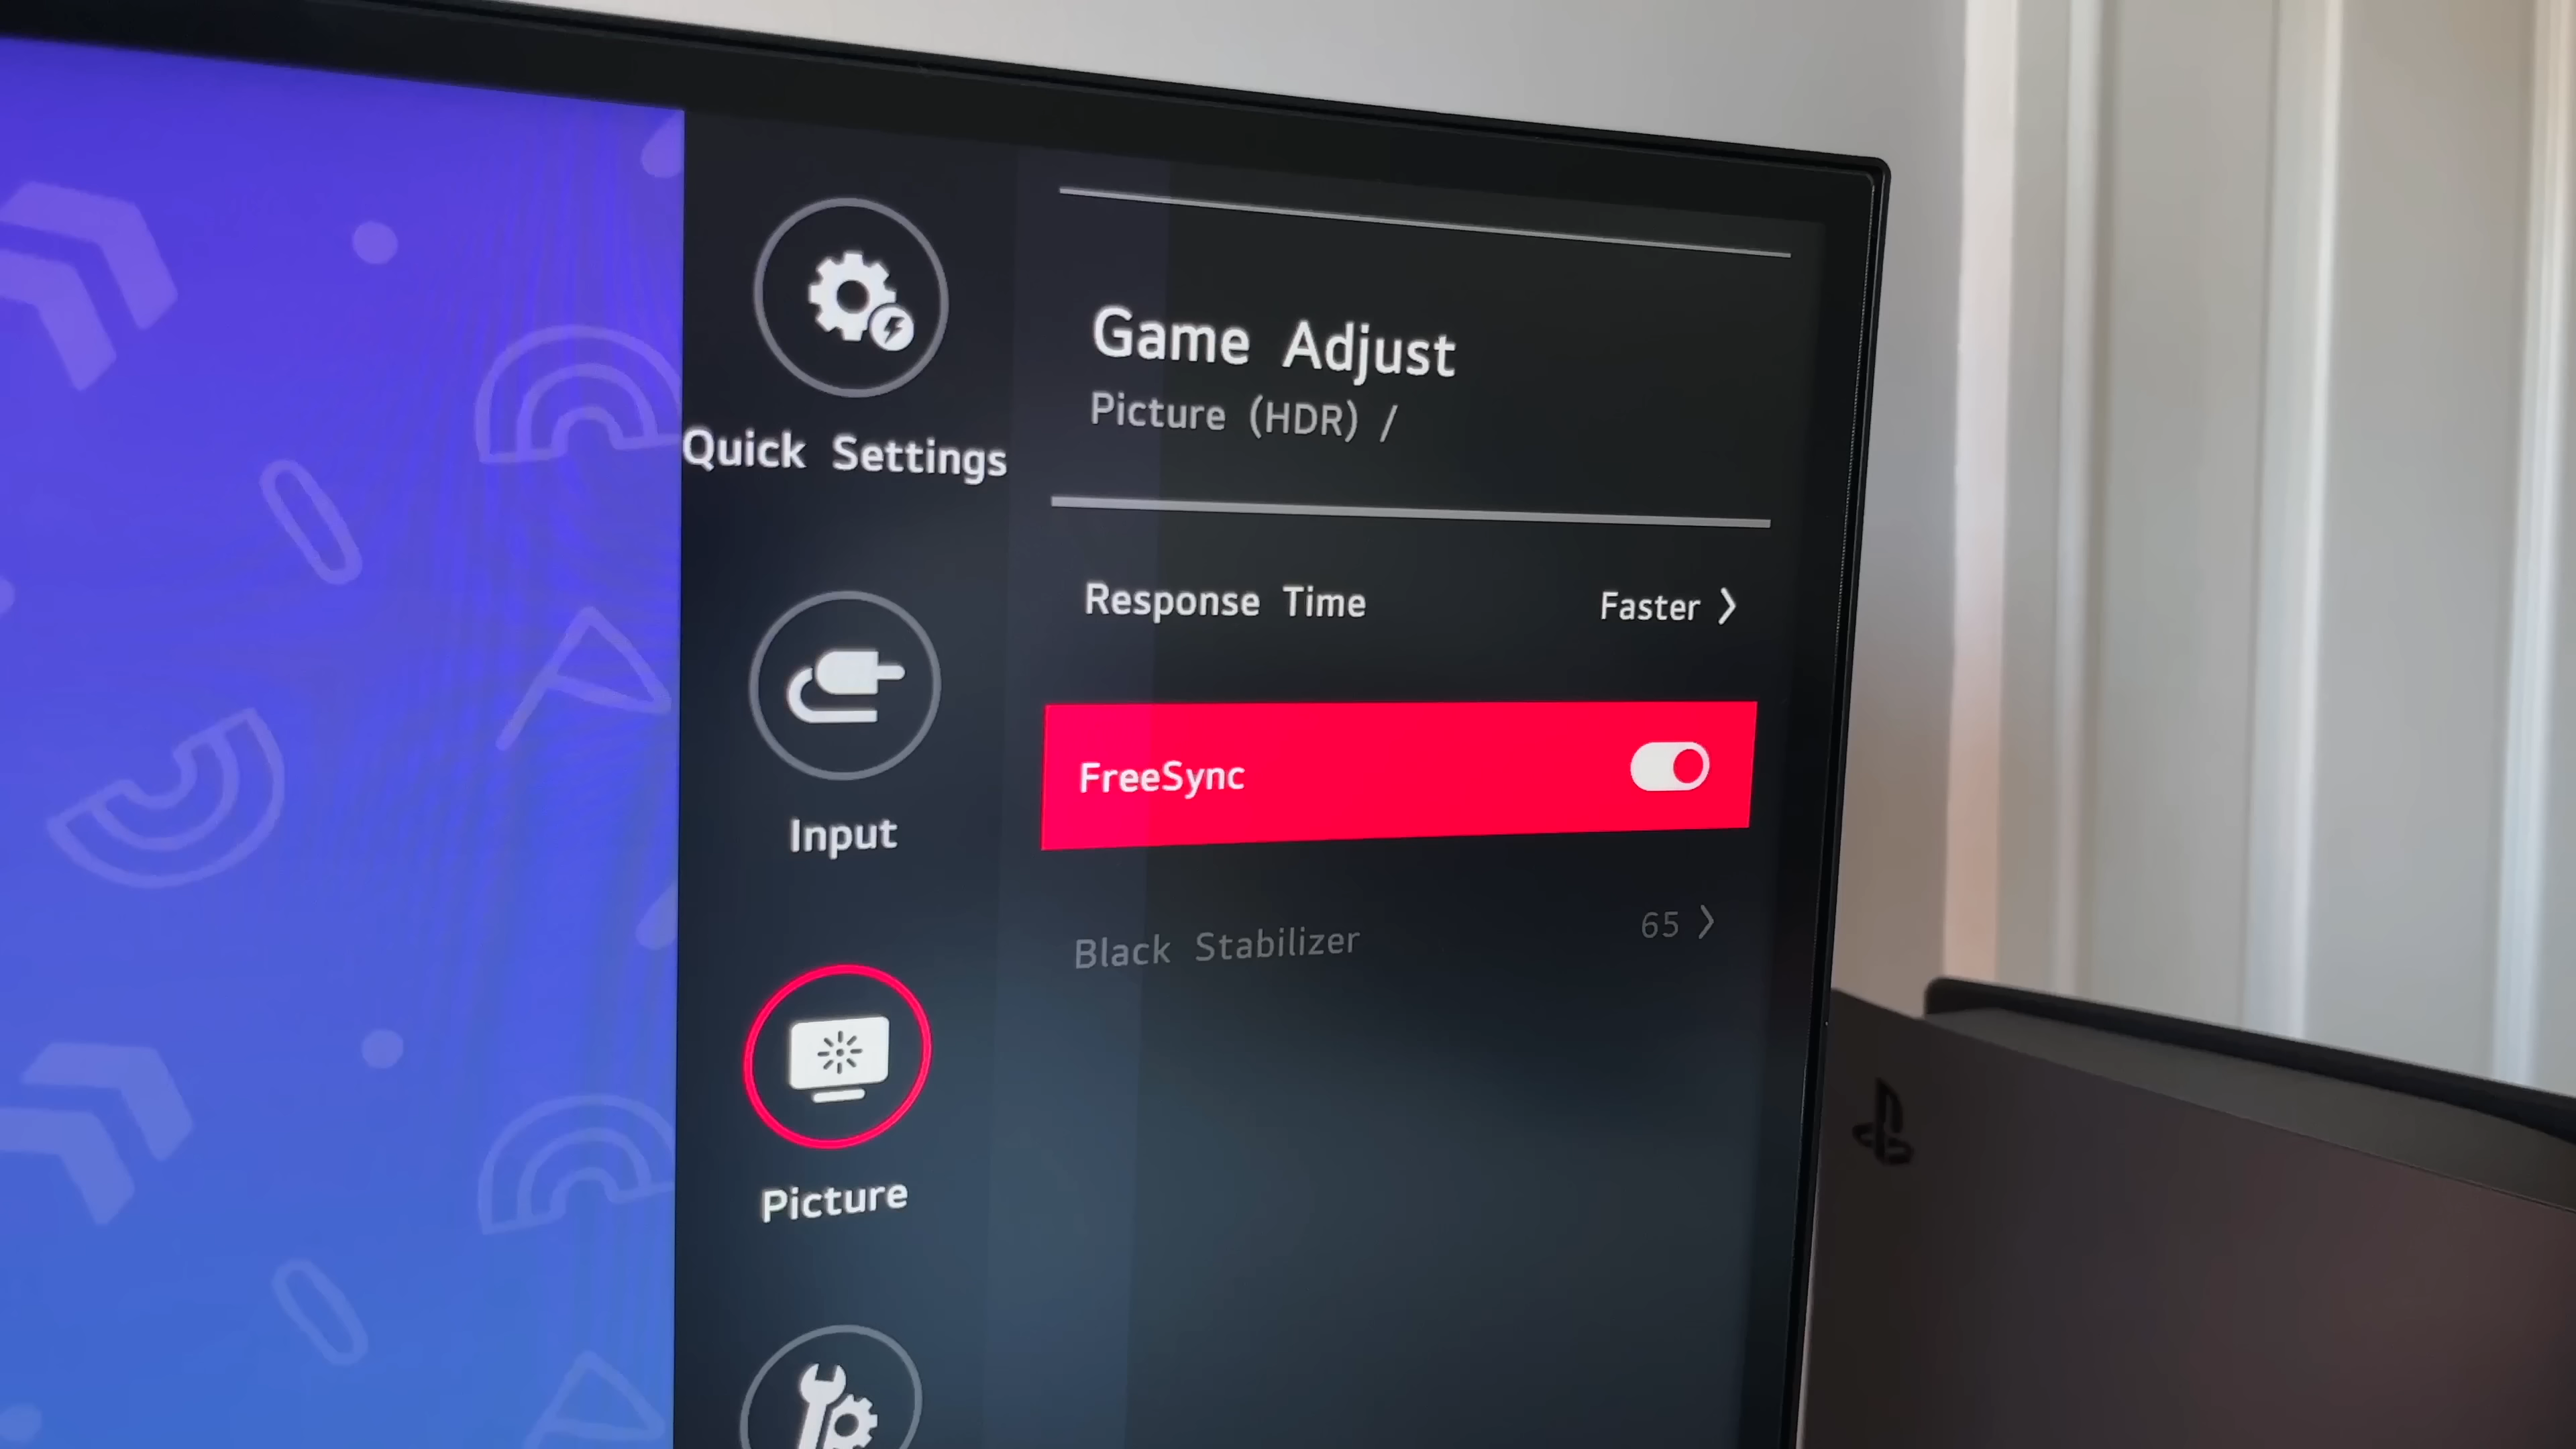 Quick Settings
Input
Picture
Game Adjust
Picture (HDR) /
Response Time Faster
FreeSync
Black Stabilizer 65